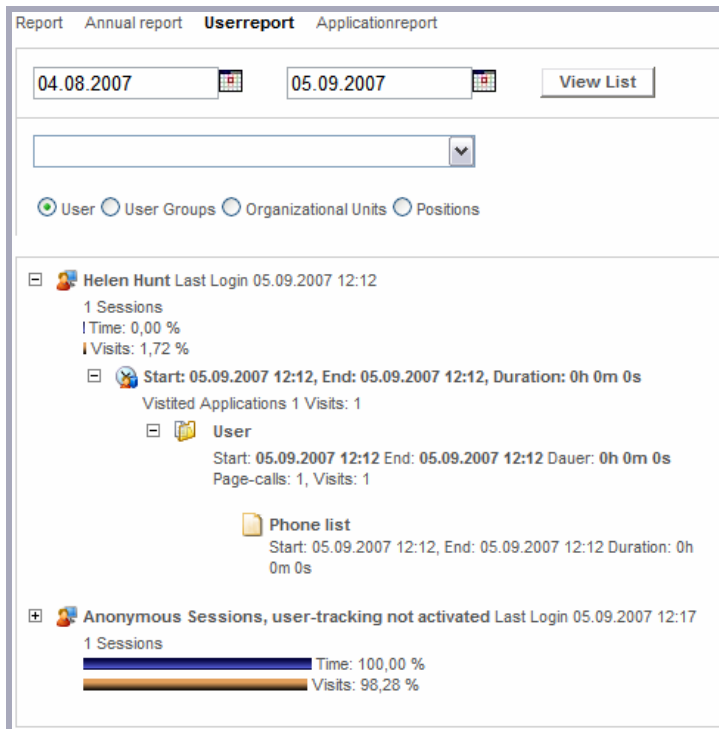 Report Annual report Userreport Applicationreport
04.08.2007 05.09.2007 View List
User User Groups Organizational Units Positions
Helen Hunt Last Login 05.09.2007 12:12
1 Sessions
Time: 0,00 %
Visits: 1,72 %
Start: 05.09.2007 12:12, End: 05.09.2007 12:12, Duration: 0h 0m 0s
Vistited Applications 1 Visits: 1
User
Start: 05.09.2007 12:12 End: 05.09.2007 12:12 Dauer: 0h 0m 0s
Page-calls: 1, Visits: 1
Phone list
Start: 05.09.2007 12:12, End: 05.09.2007 12:12 Duration: 0h
0m 0s
Anonymous Sessions, user-tracking not activated Last Login 05.09.2007 12:17
1 Sessions
Time: 100,00 %
Visits: 98,28 %